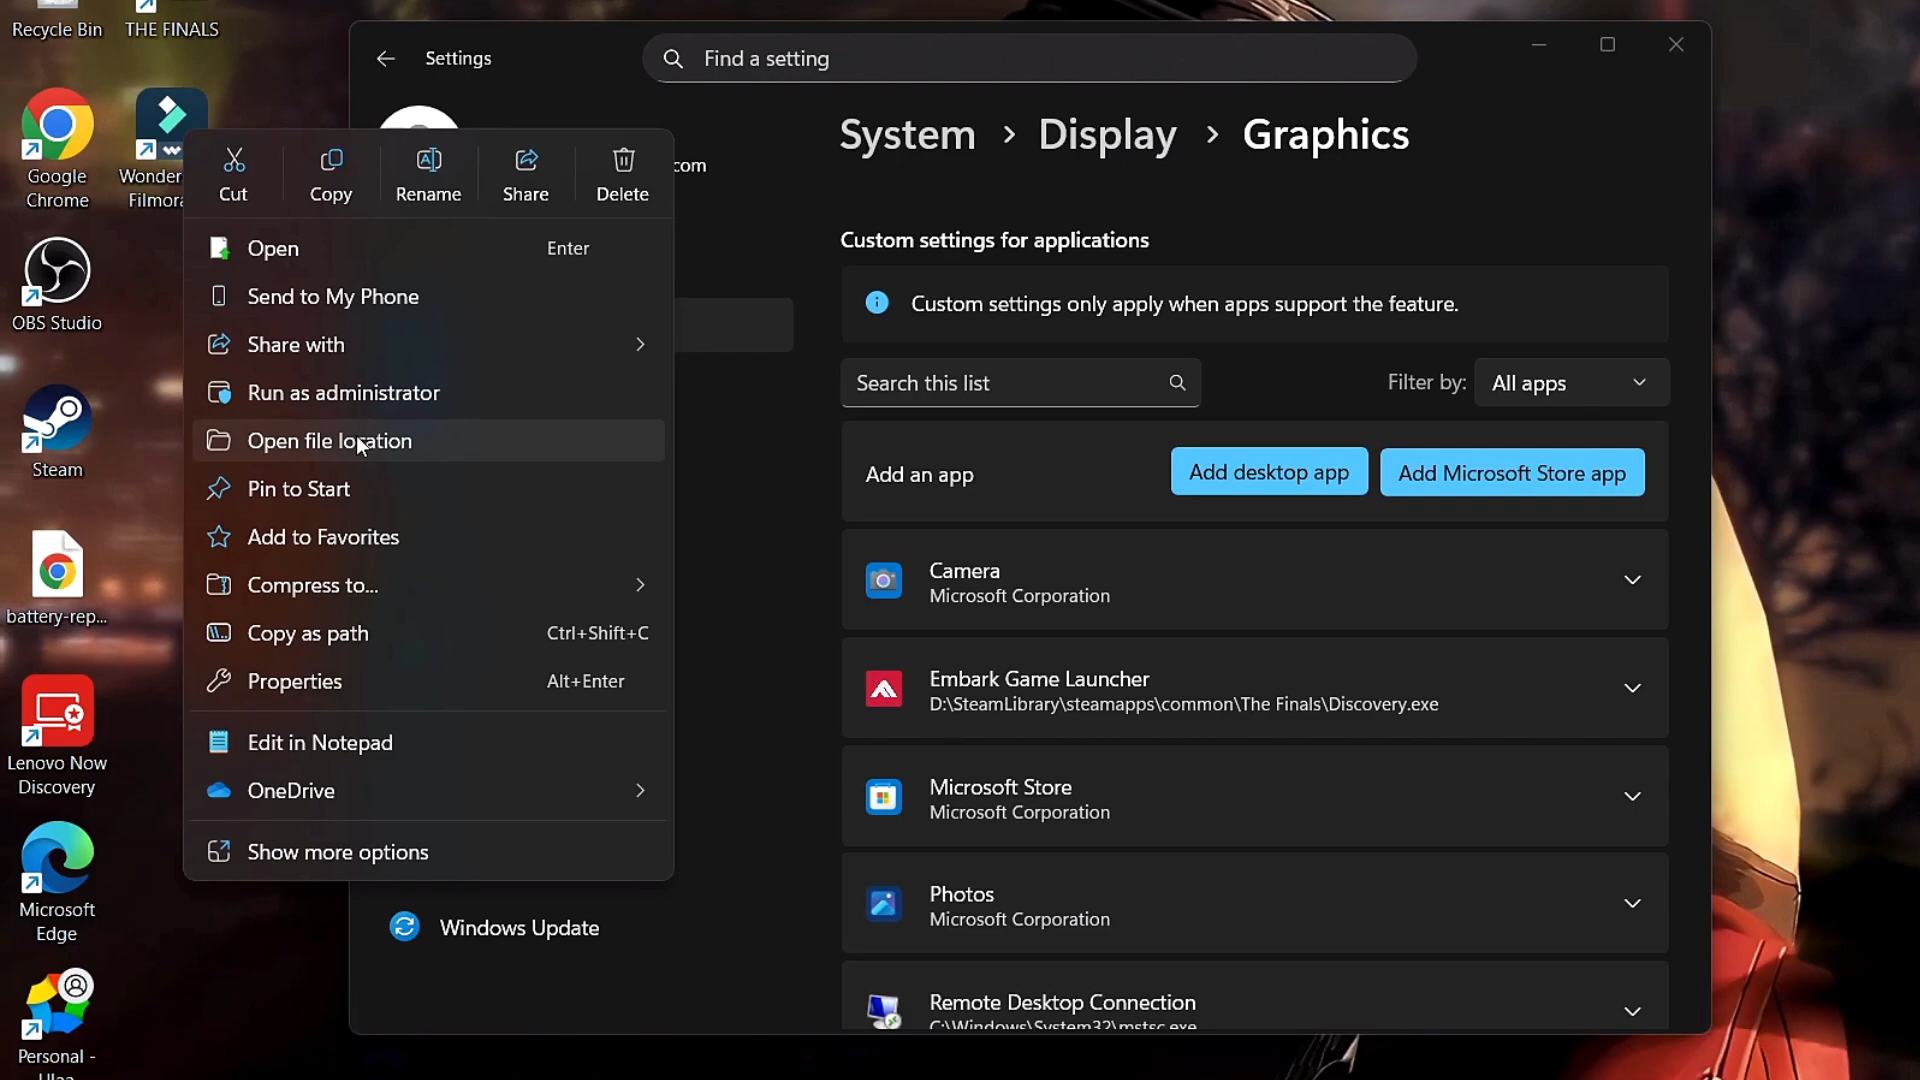 Recycle Bin
THE FINALS
Google
Chrome
Wonder
Filmora
OBS Studio
Steam
battery-rep...
Lenovo Now
Discovery
Microsoft
Edge
Personal -
Cut
Copy
Rename
Share
Delete
Open Enter
Send to My Phone
Share with
Run as administrator
Open file location
Pin to Start
Add to Favorites
Compress to...
Copy as path Ctrl+Shift+C
Properties Alt+Enter
Edit in Notepad
OneDrive
Show more options
Settings
Find a setting
com
Windows Update
System > Display > Graphics
Custom settings for applications
Custom settings only apply when apps support the feature.
Search this list
Filter by: All apps
Add an app
Add desktop app
Add Microsoft Store app
Camera
Microsoft Corporation
Embark Game Launcher
D:\SteamLibrary\steamapps\common\The Finals\Discovery.exe
Microsoft Store
Microsoft Corporation
Photos
Microsoft Corporation
Remote Desktop Connection
C:\Windows\System32\mstsc.exe